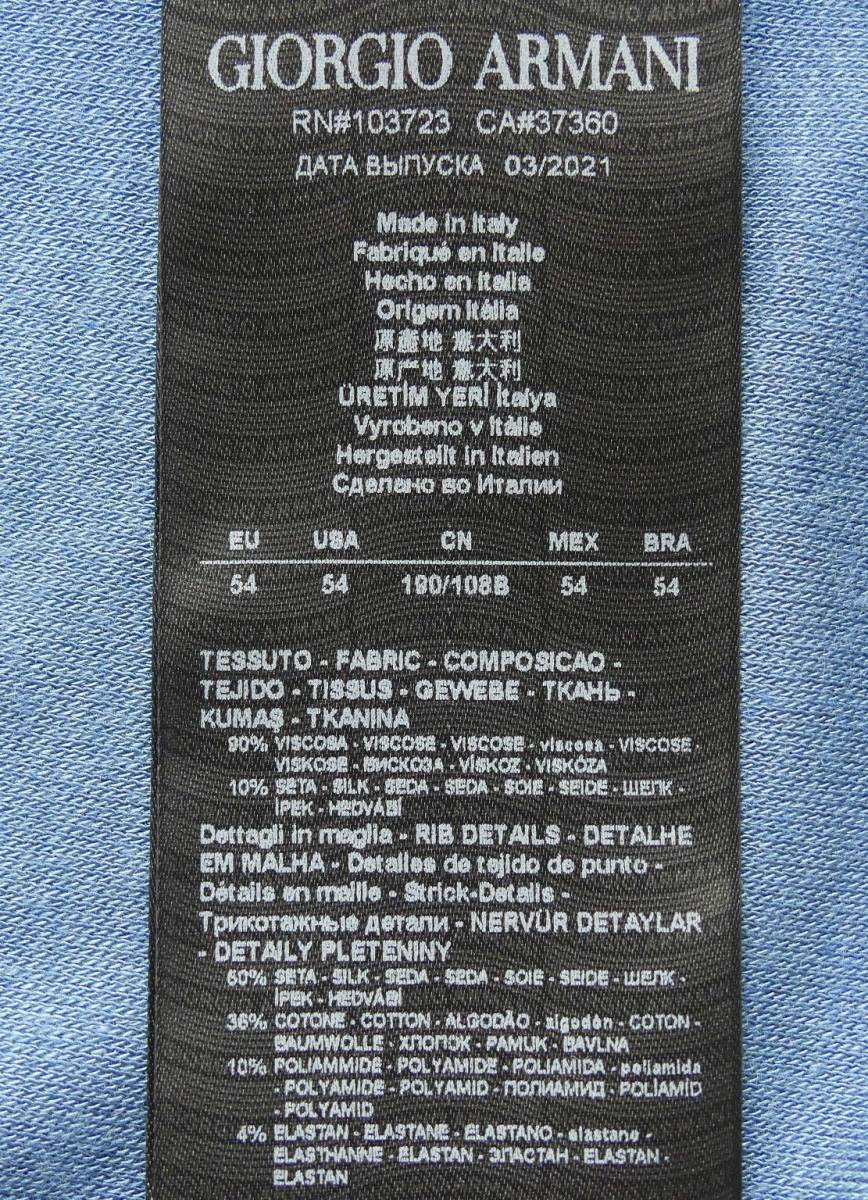 GIORGIO ARMANI
RN#103723 CA#37360
ДАТА ВЫПУСКА 03/2021
Made in Italy
Fabriqué en Italie
Hecho en Italia
Origem Itália
原產地 意大利
原产地 意大利
ÜRETİM YERİ İtalya
Vyrobeno v Itálie
Hergestellt in Italien
Сделано во Италии
EU USA CN MEX BRA
54 54 190/108B 54 54
TESSUTO - FABRIC - COMPOSICAO -
TEJIDO - TISSUS - GEWEBE - ТКАНЬ -
KUMAŞ - TKANINA
90% VISCOSA - VISCOSE - VISCOSE - viscosa - VISCOSE -
VISKOSE - ВИСКОЗА - VİSKOZ - VISKÓZA
10% SETA - SILK - SEDA - SEDA - SOIE - SEIDE - ШЕЛК -
İPEK - HEDVÁBÍ
Dettagli in maglia - RIB DETAILS - DETALHE
EM MALHA - Detalles de tejido de punto -
Détails en maille - Strick-Details -
Трикотажные детали - NERVÜR DETAYLAR
- DETAILY PLETENINY
50% SETA - SILK - SEDA - SEDA - SOIE - SEIDE - ШЕЛК -
İPEK - HEDVÁBÍ
36% COTONE - COTTON - ALGODÃO - algodón - COTON -
BAUMWOLLE - ХЛОПОК - PAMUK - BAVLNA
10% POLIAMMIDE - POLYAMIDE - POLIAMIDA - poliamida
- POLYAMIDE - POLYAMID - ПОЛИАМИД - POLİAMİD
- POLYAMID
4% ELASTAN - ELASTANE - ELASTANO - elastano -
ELASTHANNE - ELASTAN - ЭЛАСТАН - ELASTAN -
ELASTAN